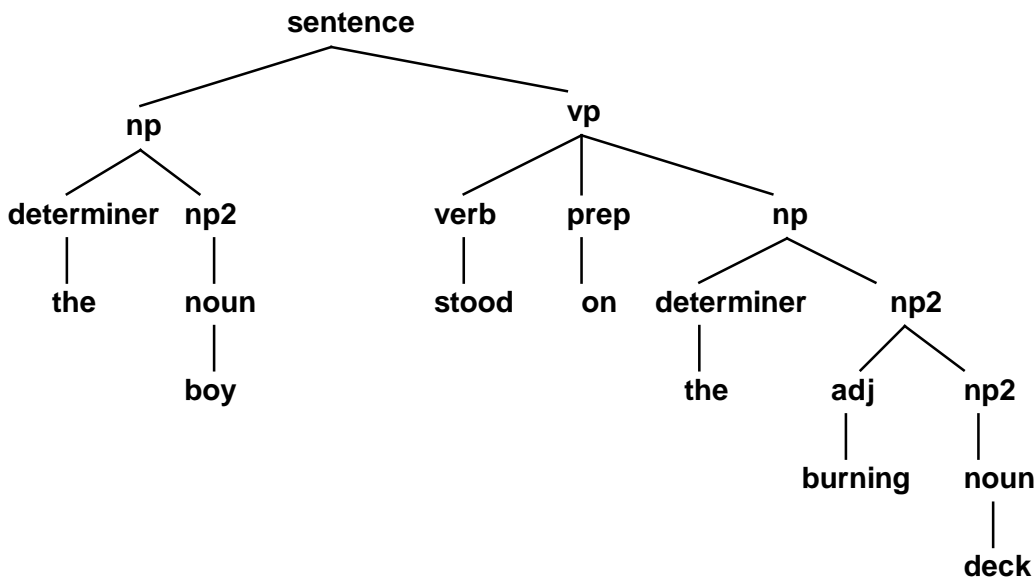 sentence
np vp
determiner np2 verb prep np
the noun stood on determiner np2
boy the adj np2
burning noun
deck